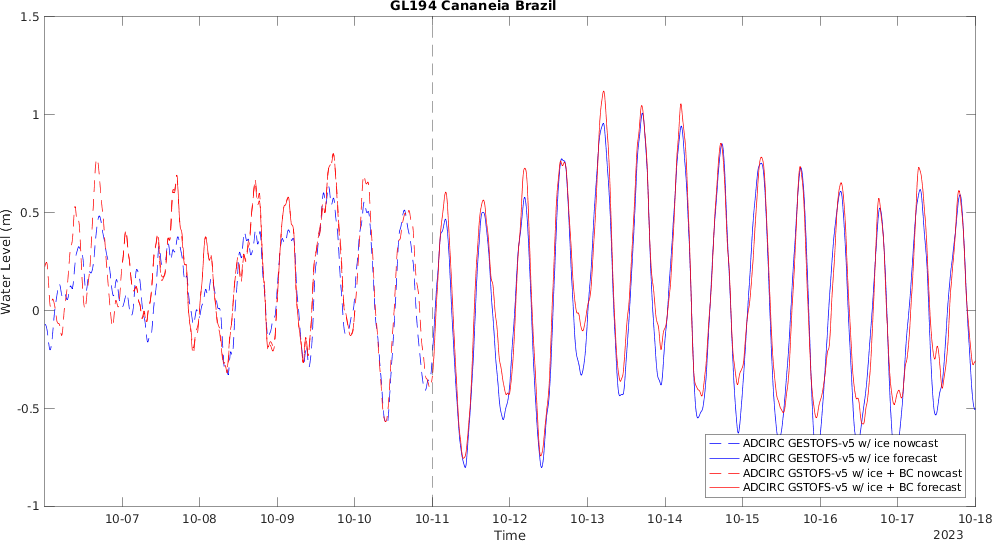 GL194 Cananeia Brazil
1.5
1
0.5
0
-0.5
-1
Water Level (m)
ADCIRC GESTOFS-v5 w/ ice nowcast
ADCIRC GESTOFS-v5 w/ ice forecast
ADCIRC GSTOFS-v5 w/ ice + BC nowcast
ADCIRC GSTOFS-v5 w/ ice + BC forecast
10-07 10-08 10-09 10-10 10-11 10-12 10-13 10-14 10-15 10-16 10-17 10-18
Time
2023